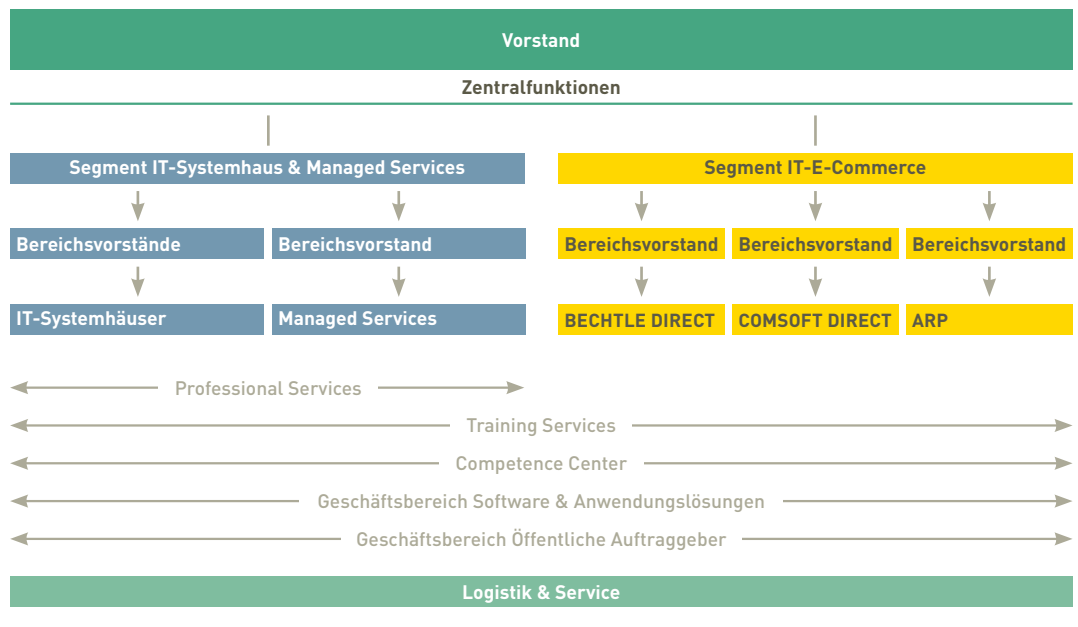 Vorstand
Zentralfunktionen
Segment IT-Systemhaus & Managed Services
Segment IT-E-Commerce
Bereichsvorstände
Bereichsvorstand
Bereichsvorstand
Bereichsvorstand
Bereichsvorstand
IT-Systemhäuser
Managed Services
BECHTLE DIRECT
COMSOFT DIRECT
ARP
Professional Services
Training Services
Competence Center
Geschäftsbereich Software & Anwendungslösungen
Geschäftsbereich Öffentliche Auftraggeber
Logistik & Service